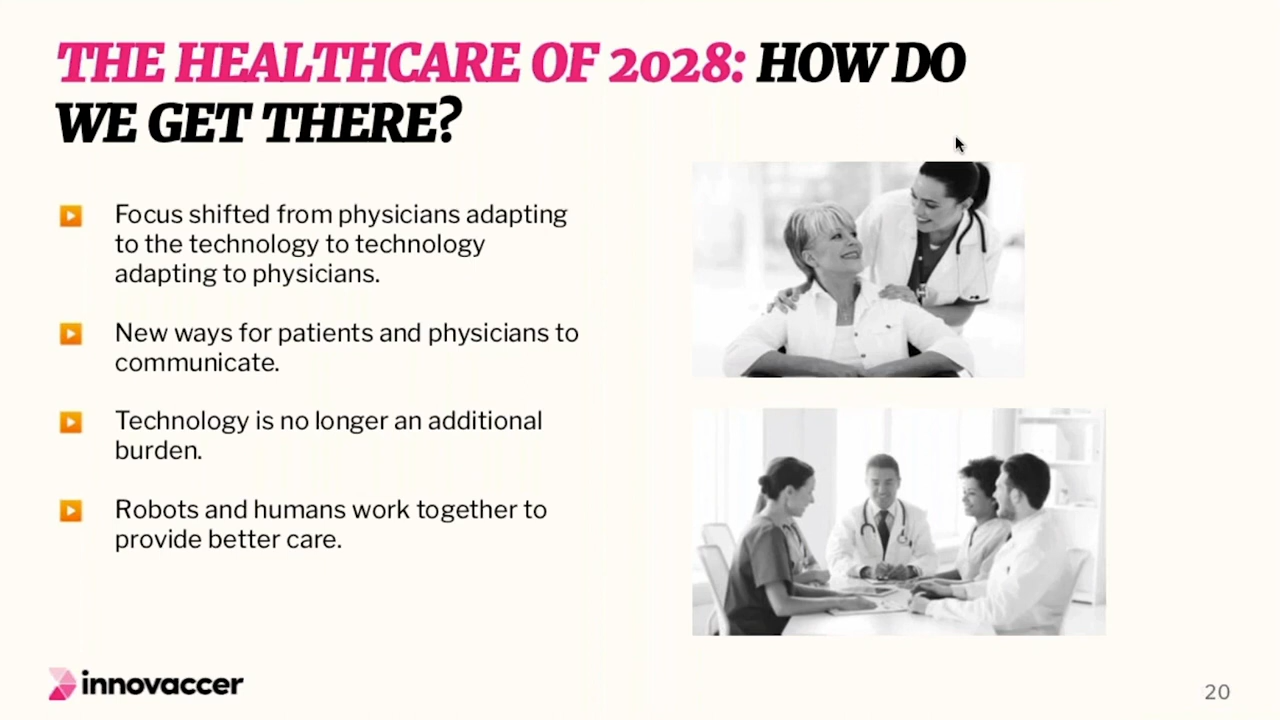 THE HEALTHCARE OF 2028: HOW DO
WE GET THERE?
Focus shifted from physicians adapting
to the technology to technology
adapting to physicians.
New ways for patients and physicians to
communicate.
Technology is no longer an additional
burden.
Robots and humans work together to
provide better care.
innovaccer
20